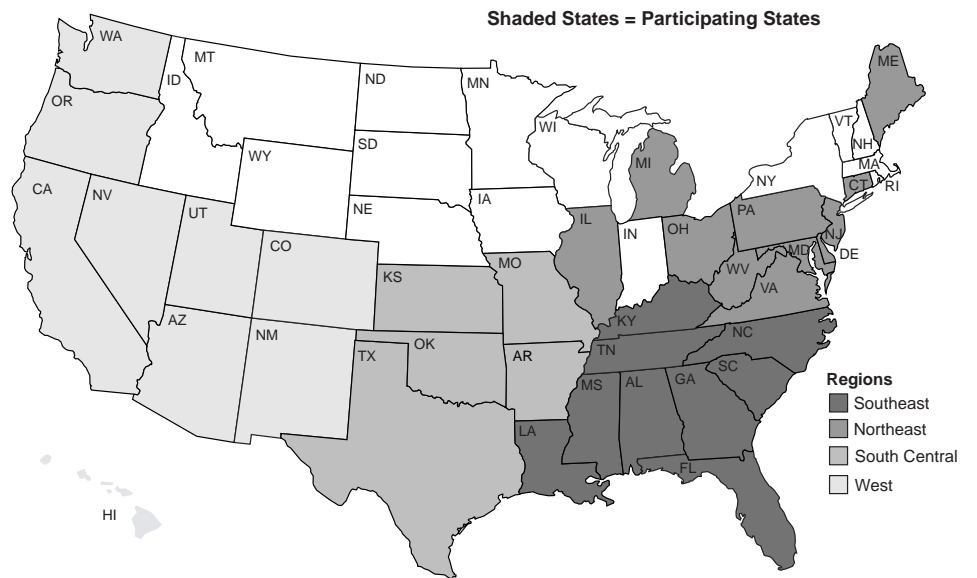 Shaded States = Participating States
WA
MT
ME
ID
ND
MN
OR
WI
VT
SD
NH
WY
MI
MA
CA
NV
NY
CT
RI
IA
NE
UT
IL
PA
CO
IN
OH
NJ
MO
MD
DE
KS
WV
VA
AZ
KY
NM
NC
OK
TN
TX
AR
SC
MS
AL
GA
Regions
Southeast
LA
Northeast
South Central
FL
West
HI